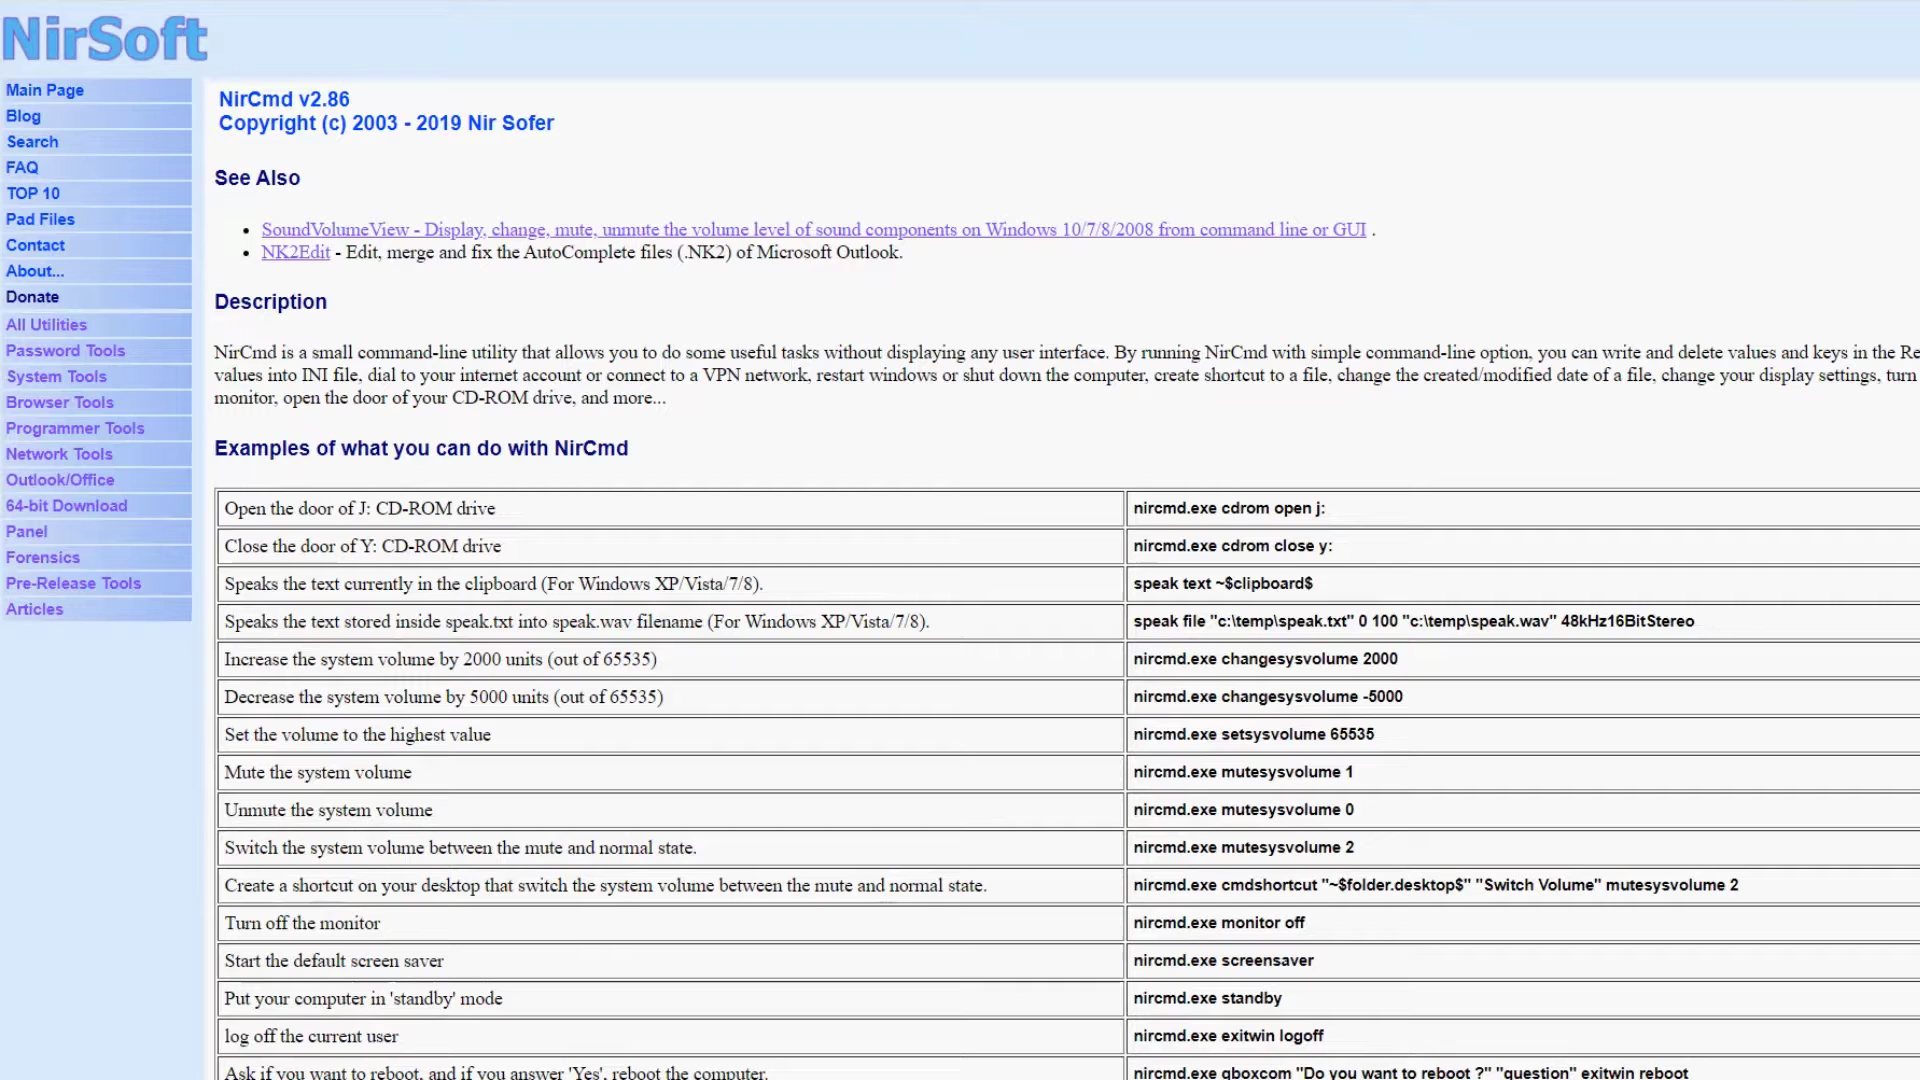 NirSoft
Main Page
Blog
Search
FAQ
TOP 10
Pad Files
Contact
About...
Donate
All Utilities
Password Tools
System Tools
Browser Tools
Programmer Tools
Network Tools
Outlook/Office
64-bit Download
Panel
Forensics
Pre-Release Tools
Articles
NirCmd v2.86
Copyright (c) 2003 - 2019 Nir Sofer
See Also
SoundVolumeView - Display, change, mute, unmute the volume level of sound components on Windows 10/7/8/2008 from command line or GUI .
NK2Edit - Edit, merge and fix the AutoComplete files (.NK2) of Microsoft Outlook.
Description
NirCmd is a small command-line utility that allows you to do some useful tasks without displaying any user interface. By running NirCmd with simple command-line option, you can write and delete values and keys in the Re
values into INI file, dial to your internet account or connect to a VPN network, restart windows or shut down the computer, create shortcut to a file, change the created/modified date of a file, change your display settings, turn
monitor, open the door of your CD-ROM drive, and more...
Examples of what you can do with NirCmd
Open the door of J: CD-ROM drive nircmd.exe cdrom open j:
Close the door of Y: CD-ROM drive nircmd.exe cdrom close y:
Speaks the text currently in the clipboard (For Windows XP/Vista/7/8). speak text ~$clipboard$
Speaks the text stored inside speak.txt into speak.wav filename (For Windows XP/Vista/7/8). speak file "c:\temp\speak.txt" 0 100 "c:\temp\speak.wav" 48kHz16BitStereo
Increase the system volume by 2000 units (out of 65535) nircmd.exe changesysvolume 2000
Decrease the system volume by 5000 units (out of 65535) nircmd.exe changesysvolume -5000
Set the volume to the highest value nircmd.exe setsysvolume 65535
Mute the system volume nircmd.exe mutesysvolume 1
Unmute the system volume nircmd.exe mutesysvolume 0
Switch the system volume between the mute and normal state. nircmd.exe mutesysvolume 2
Create a shortcut on your desktop that switch the system volume between the mute and normal state. nircmd.exe cmdshortcut "~$folder.desktop$" "Switch Volume" mutesysvolume 2
Turn off the monitor nircmd.exe monitor off
Start the default screen saver nircmd.exe screensaver
Put your computer in 'standby' mode nircmd.exe standby
log off the current user nircmd.exe exitwin logoff
Ask if you want to reboot, and if you answer 'Yes', reboot the computer. nircmd.exe qboxcom "Do you want to reboot ?" "question" exitwin reboot